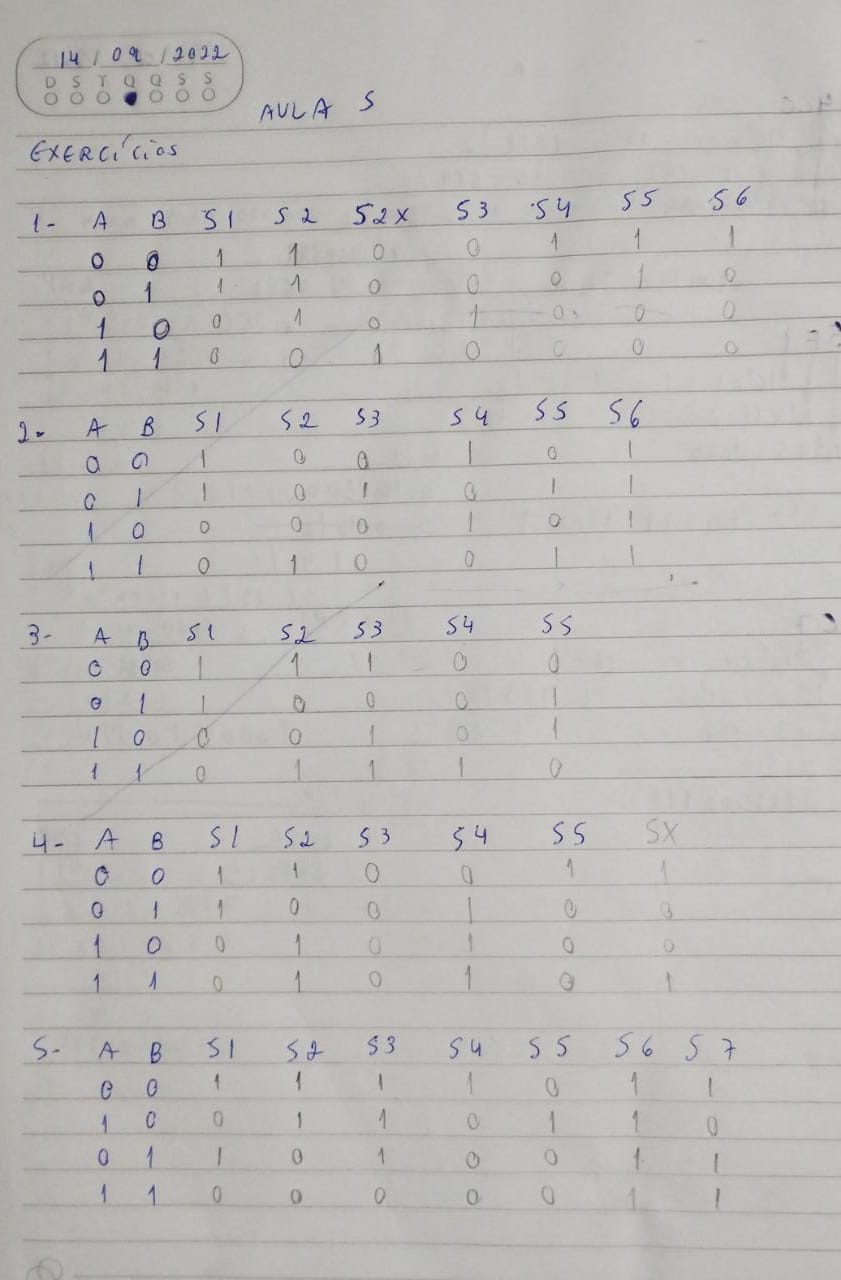 14 / 09 / 2022
D S T Q Q S S
AULA 5
EXERCÍCIOS
1- A B S1 S2 S2X S3 S4 S5 S6
0 0 1 1 0 0 1 1 1
0 1 1 1 0 0 0 1 0
1 0 0 1 0 1 0 0 0
1 1 0 0 1 0 0 0 0
2- A B S1 S2 S3 S4 S5 S6
0 0 1 0 0 1 0 1
0 1 1 0 1 0 1 1
1 0 0 0 0 1 0 1
1 1 0 1 0 0 1 1
3- A B S1 S2 S3 S4 S5
0 0 1 1 1 0 0
0 1 1 0 0 0 1
1 0 0 0 1 0 1
1 1 0 1 1 1 0
4- A B S1 S2 S3 S4 S5 SX
0 0 1 1 0 0 1 1
0 1 1 0 0 1 0 0
1 0 0 1 0 1 0 0
1 1 0 1 0 1 0 1
5- A B S1 S2 S3 S4 S5 S6 S7
0 0 1 1 1 1 0 1 1
1 0 0 1 1 0 1 1 0
0 1 1 0 1 0 0 1 1
1 1 0 0 0 0 0 1 1